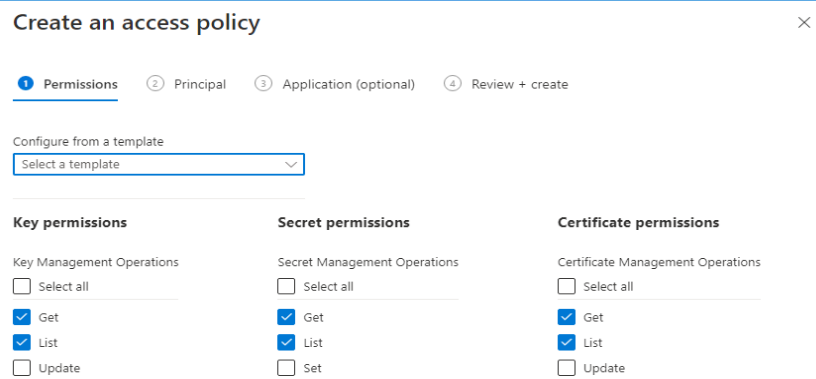 Create an access policy
1 Permissions 2 Principal 3 Application (optional) 4 Review + create
Configure from a template
Select a template
Key permissions Secret permissions Certificate permissions
Key Management Operations Secret Management Operations Certificate Management Operations
Select all Select all Select all
Get Get Get
List List List
Update Set Update